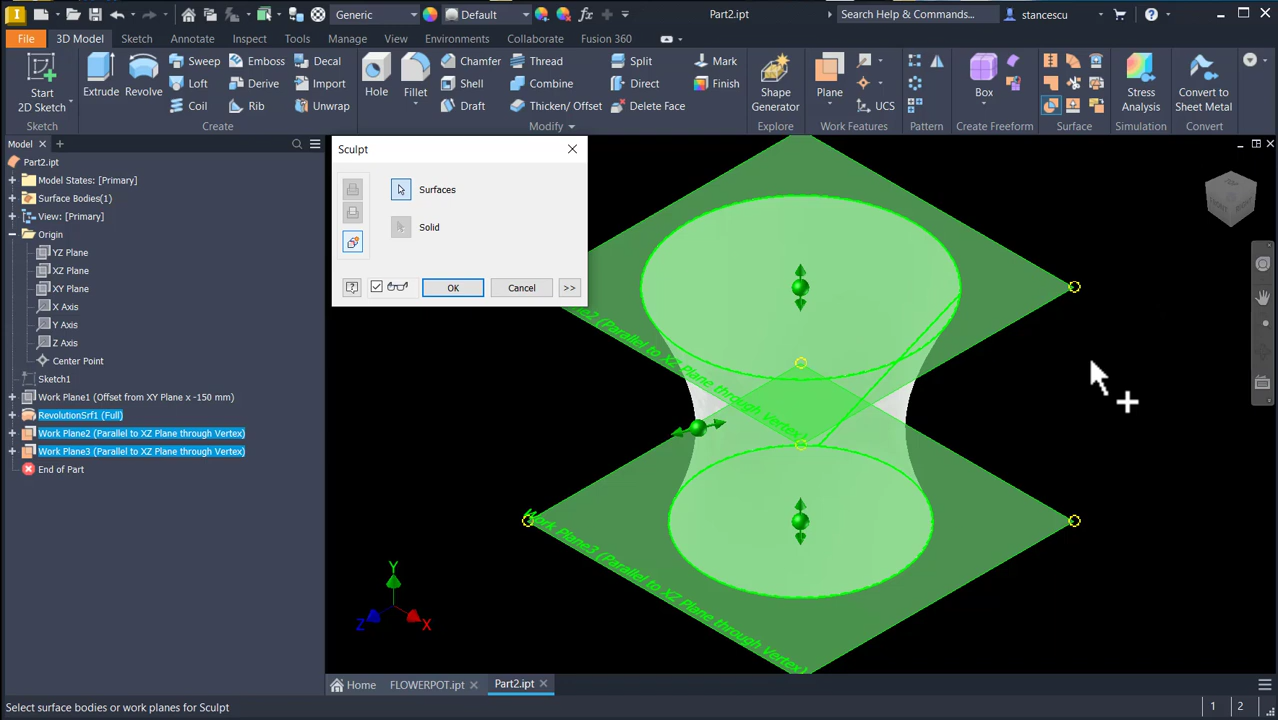 Generic
Default
fx
Part2.ipt
Search Help & Commands...
stancescu
File
3D Model
Sketch
Annotate
Inspect
Tools
Manage
View
Environments
Collaborate
Fusion 360
Start
2D Sketch
Extrude
Revolve
Sweep
Loft
Coil
Emboss
Derive
Rib
Decal
Import
Unwrap
Hole
Fillet
Chamfer
Shell
Draft
Thread
Combine
Thicken/ Offset
Split
Direct
Delete Face
Mark
Finish
Shape
Generator
Plane
UCS
Box
Stress
Analysis
Convert to
Sheet Metal
Sketch
Create
Modify
Explore
Work Features
Pattern
Create Freeform
Surface
Simulation
Convert
Model
Part2.ipt
Model States: [Primary]
Surface Bodies(1)
View: [Primary]
Origin
YZ Plane
XZ Plane
XY Plane
X Axis
Y Axis
Z Axis
Center Point
Sketch1
Work Plane1 (Offset from XY Plane x -150 mm)
RevolutionSrf1 (Full)
Work Plane2 (Parallel to XZ Plane through Vertex)
Work Plane3 (Parallel to XZ Plane through Vertex)
End of Part
Sculpt
Surfaces
Solid
OK
Cancel
>>
ne2 (Parallel to XZ Plane through Vertex)
Work Plane3 (Parallel to XZ Plane through Vertex)
Y
Z
X
Home
FLOWERPOT.ipt
Part2.ipt
Select surface bodies or work planes for Sculpt
1
2